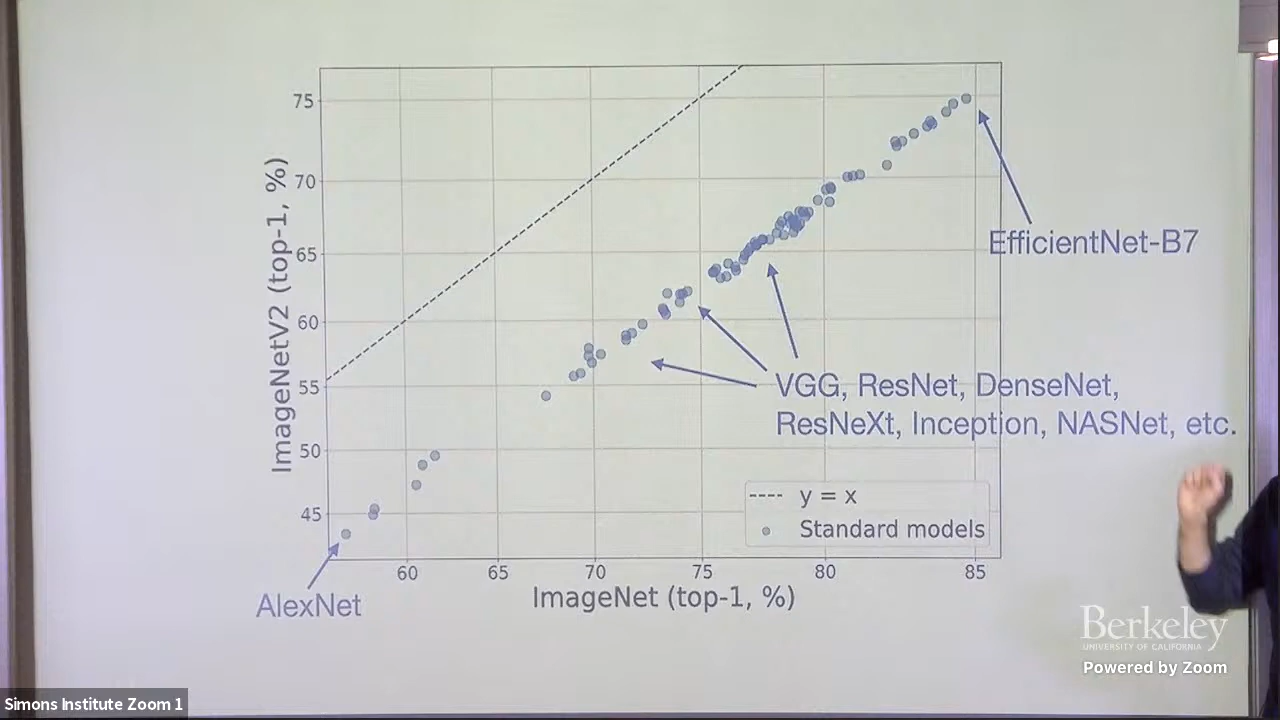 75
70
65
60
55
50
45
ImageNetV2 (top-1, %)
EfficientNet-B7
VGG, ResNet, DenseNet,
ResNeXt, Inception, NASNet, etc.
y = x
Standard models
60 65 70 75 80 85
ImageNet (top-1, %)
AlexNet
Berkeley
UNIVERSITY OF CALIFORNIA
Powered by Zoom
Simons Institute Zoom 1